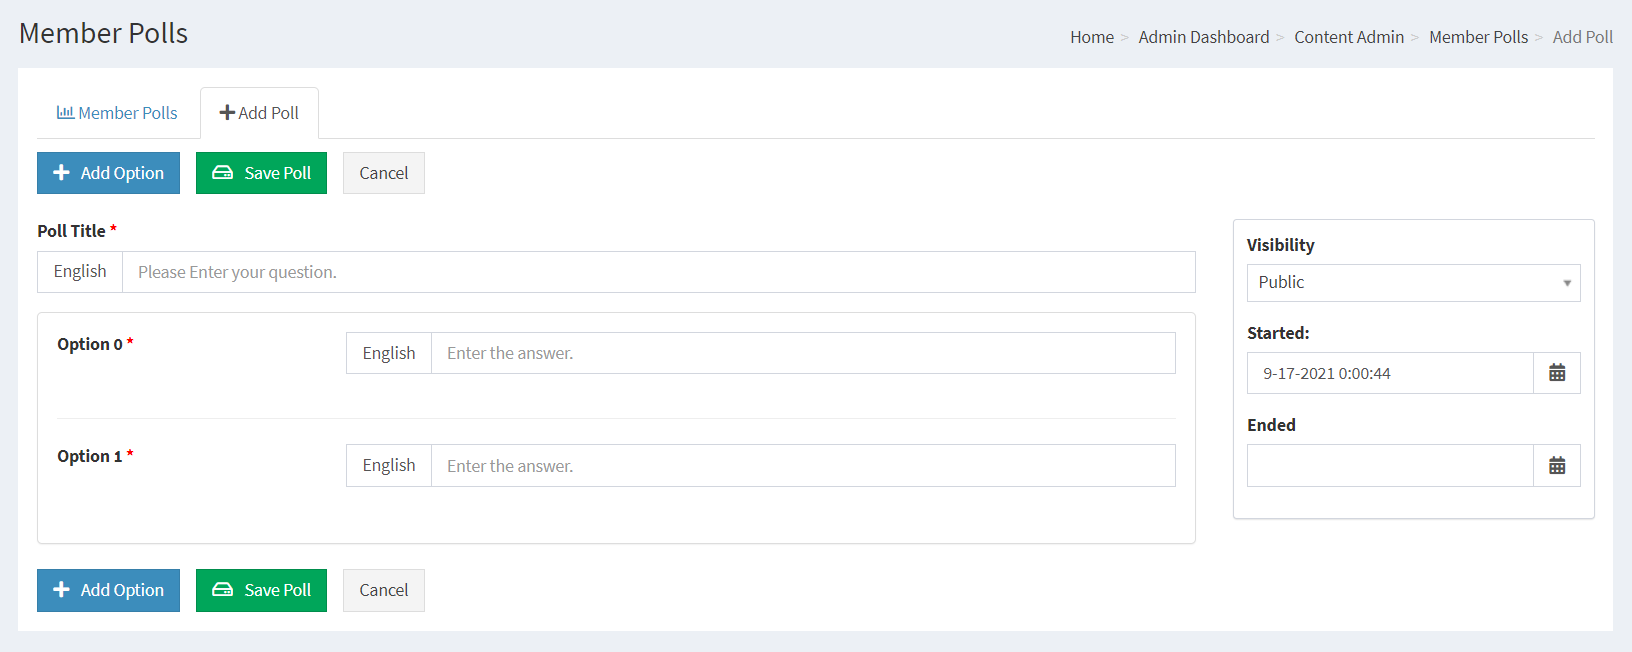 Member Polls
Home > Admin Dashboard > Content Admin > Member Polls > Add Poll
Member Polls
Add Poll
Add Option
Save Poll
Cancel
Poll Title *
English
Please Enter your question.
Option 0 *
English
Enter the answer.
Option 1 *
English
Enter the answer.
Visibility
Public
Started:
9-17-2021 0:00:44
Ended
Add Option
Save Poll
Cancel